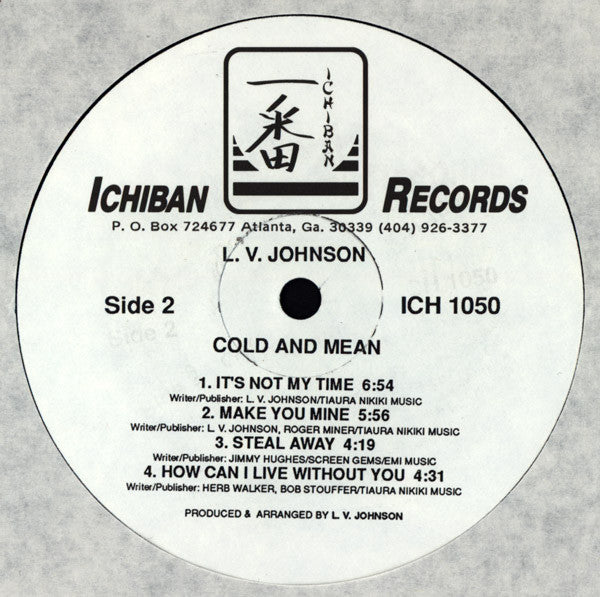 一番
ICHIBAN
ICHIBAN RECORDS
P. O. Box 724677 Atlanta, Ga. 30339 (404) 926-3377
L. V. JOHNSON
Side 2 ICH 1050
COLD AND MEAN
1. IT'S NOT MY TIME 6:54
Writer/Publisher: L. V. JOHNSON/TIAURA NIKIKI MUSIC
2. MAKE YOU MINE 5:56
Writer/Publisher: L. V. JOHNSON, ROGER MINER/TIAURA NIKIKI MUSIC
3. STEAL AWAY 4:19
Writer/Publisher: JIMMY HUGHES/SCREEN GEMS/EMI MUSIC
4. HOW CAN I LIVE WITHOUT YOU 4:31
Writer/Publisher: HERB WALKER, BOB STOUFFER/TIAURA NIKIKI MUSIC
PRODUCED & ARRANGED BY L. V. JOHNSON